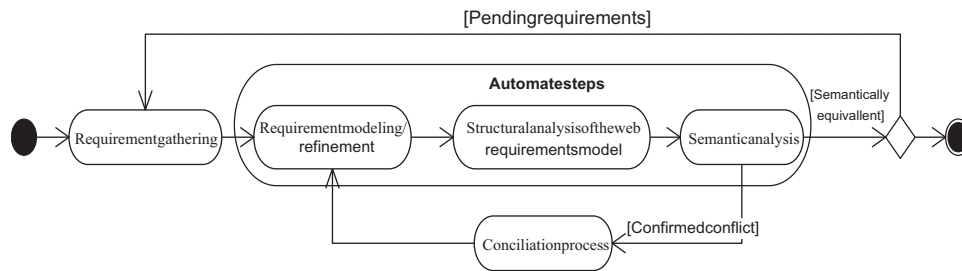 [Pendingrequirements]
Automatesteps
[Semantically
equivallent]
Requirementgathering
Requirementmodeling/
refinement
Structuralanalysisoftheweb
requirementsmodel
Semanticanalysis
[Confirmedconflict]
Conciliationprocess